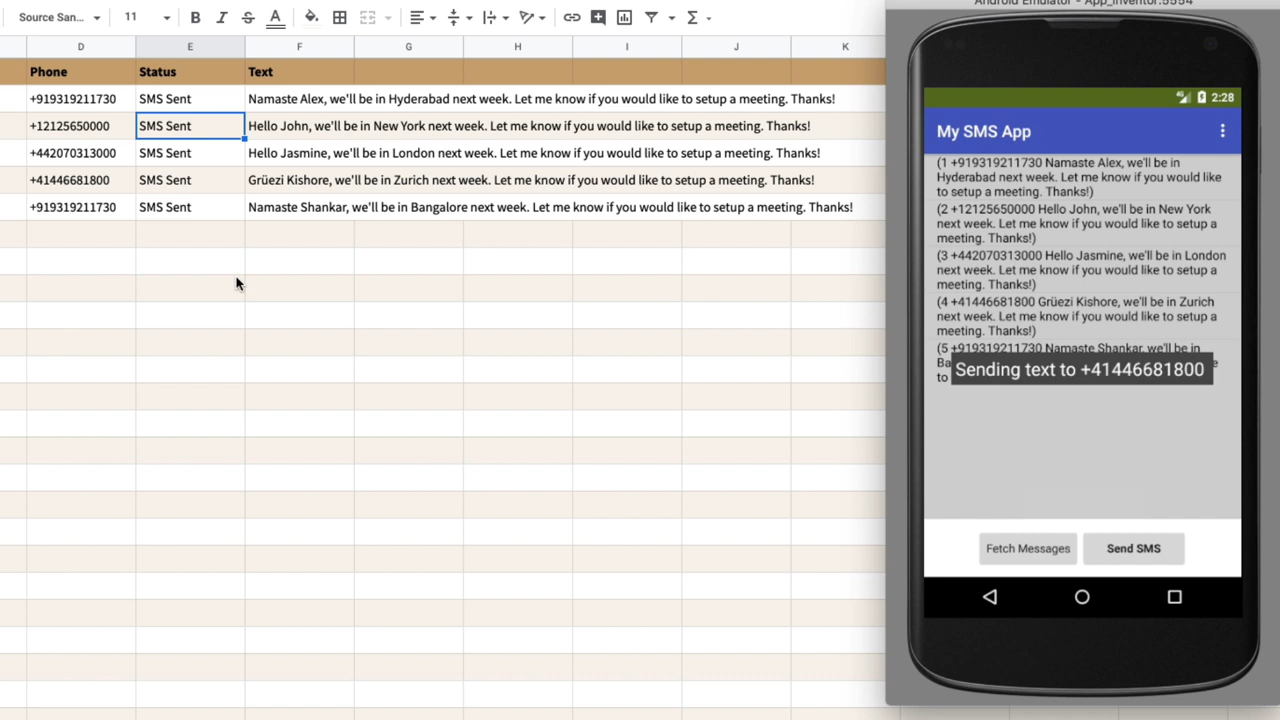 Source San...
11
B I S A
D E F G H I J K
Phone Status Text
+919319211730 SMS Sent Namaste Alex, we'll be in Hyderabad next week. Let me know if you would like to setup a meeting. Thanks!
+12125650000 SMS Sent Hello John, we'll be in New York next week. Let me know if you would like to setup a meeting. Thanks!
+442070313000 SMS Sent Hello Jasmine, we'll be in London next week. Let me know if you would like to setup a meeting. Thanks!
+41446681800 SMS Sent Grüezi Kishore, we'll be in Zurich next week. Let me know if you would like to setup a meeting. Thanks!
+919319211730 SMS Sent Namaste Shankar, we'll be in Bangalore next week. Let me know if you would like to setup a meeting. Thanks!
Android Emulator - App_Inventor:5554
4G 2:28
My SMS App
(1 +919319211730 Namaste Alex, we'll be in
Hyderabad next week. Let me know if you would like
to setup a meeting. Thanks!)
(2 +12125650000 Hello John, we'll be in New York
next week. Let me know if you would like to setup a
meeting. Thanks!)
(3 +442070313000 Hello Jasmine, we'll be in London
next week. Let me know if you would like to setup a
meeting. Thanks!)
(4 +41446681800 Grüezi Kishore, we'll be in Zurich
next week. Let me know if you would like to setup a
meeting. Thanks!)
(5 +919319211730 Namaste Shankar, we'll be in
to
Sending text to +41446681800
Fetch Messages
Send SMS